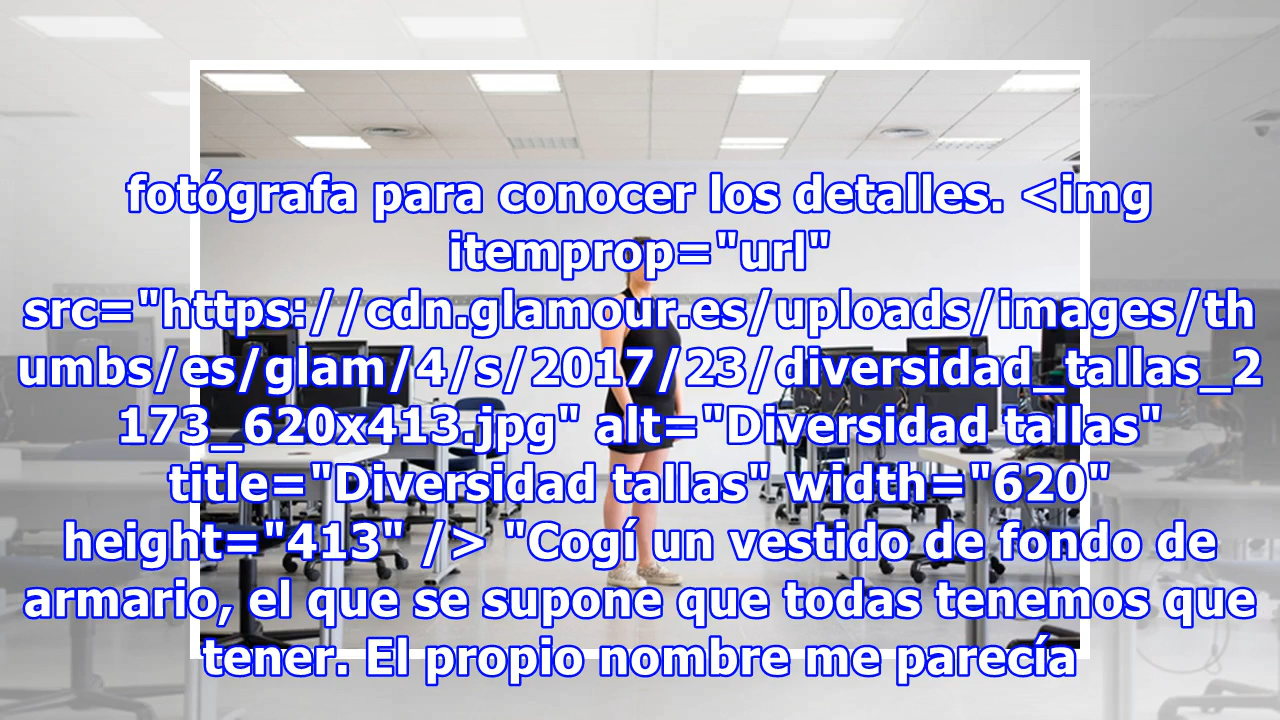 fotógrafa para conocer los detalles. <img
itemprop="url"
src="https://cdn.glamour.es/uploads/images/th
umbs/es/glam/4/s/2017/23/diversidad_tallas_2
173_620x413.jpg" alt="Diversidad tallas"
title="Diversidad tallas" width="620"
height="413" /> "Cogí un vestido de fondo de
armario, el que se supone que todas tenemos que
tener. El propio nombre me parecía